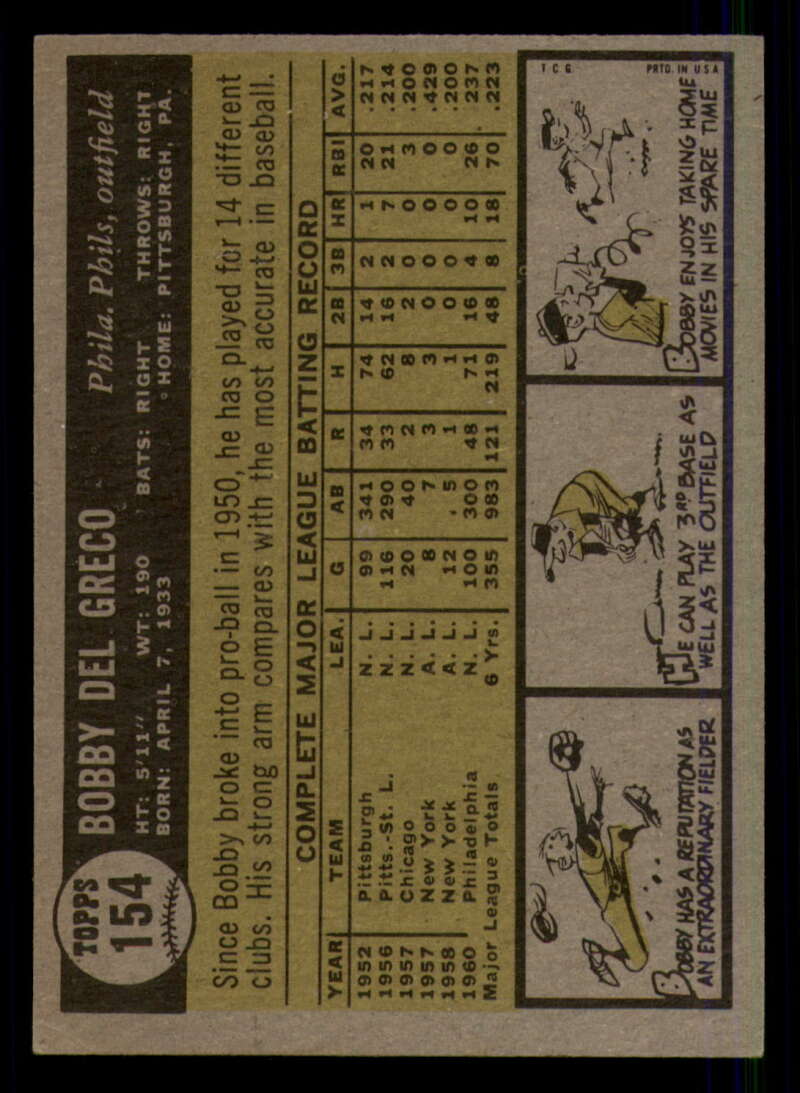 TOPPS
154
BOBBY DEL GRECO Phila. Phils, outfield
HT: 5'11" WT: 190 BATS: RIGHT THROWS: RIGHT
BORN: APRIL 7, 1933 HOME: PITTSBURGH, PA.
Since Bobby broke into pro-ball in 1950, he has played for 14 different
clubs. His strong arm compares with the most accurate in baseball.
COMPLETE MAJOR LEAGUE BATTING RECORD
YEAR TEAM LEA. G AB R H 2B 3B HR RBI AVG.
1952 Pittsburgh N. L. 99 341 34 74 14 2 1 20 .217
1956 Pitts.-St. L. N. L. 116 290 33 62 16 2 7 21 .214
1957 Chicago N. L. 20 40 2 8 2 0 0 3 .200
1957 New York A. L. 8 7 3 3 0 0 0 0 .429
1958 New York A. L. 12 5 1 1 0 0 0 0 .200
1960 Philadelphia N. L. 100 300 48 71 16 4 10 26 .237
Major League Totals 6 Yrs. 355 983 121 219 48 8 18 70 .223
BOBBY HAS A REPUTATION AS
AN EXTRAORDINARY FIELDER
HE CAN PLAY 3RD BASE AS
WELL AS THE OUTFIELD
T C G PRTD. IN U S A
BOBBY ENJOYS TAKING HOME
MOVIES IN HIS SPARE TIME